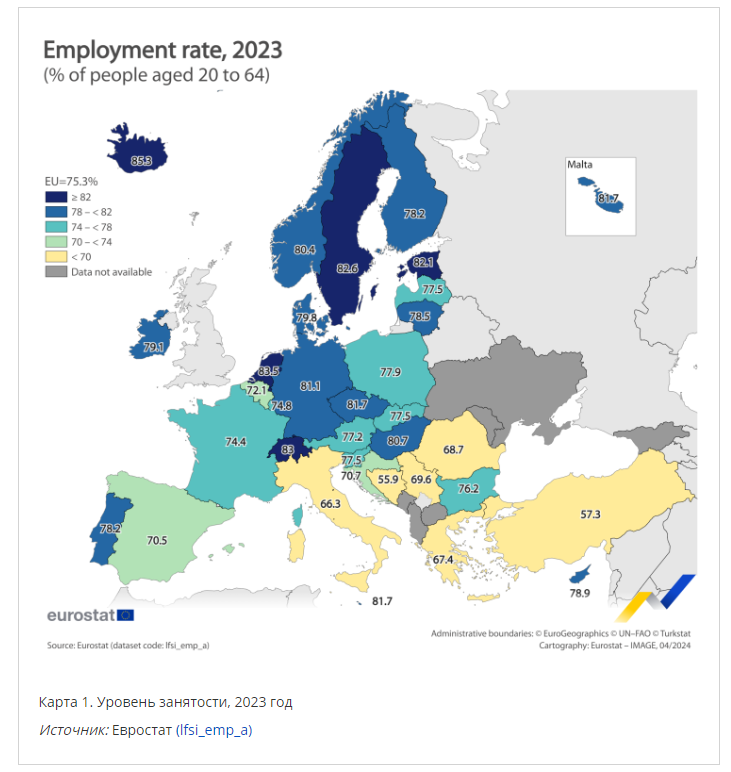 Employment rate, 2023
(% of people aged 20 to 64)
Malta
81.7
85.3
EU=75.3%
≥ 82
78 – < 82
74 – < 78
70 – < 74
< 70
Data not available
78.2
80.4
82.6
82.1
77.5
78.5
79.8
79.1
83.5
72.1
74.8
81.1
77.9
81.7
77.5
74.4
77.2
80.7
83
77.5
70.7
55.9
69.6
68.7
76.2
66.3
78.2
70.5
57.3
67.4
78.9
81.7
eurostat
Administrative boundaries: © EuroGeographics © UN–FAO © Turkstat
Cartography: Eurostat – IMAGE, 04/2024
Source: Eurostat (dataset code: lfsi_emp_a)
Карта 1. Уровень занятости, 2023 год
Источник: Евростат (lfsi_emp_a)